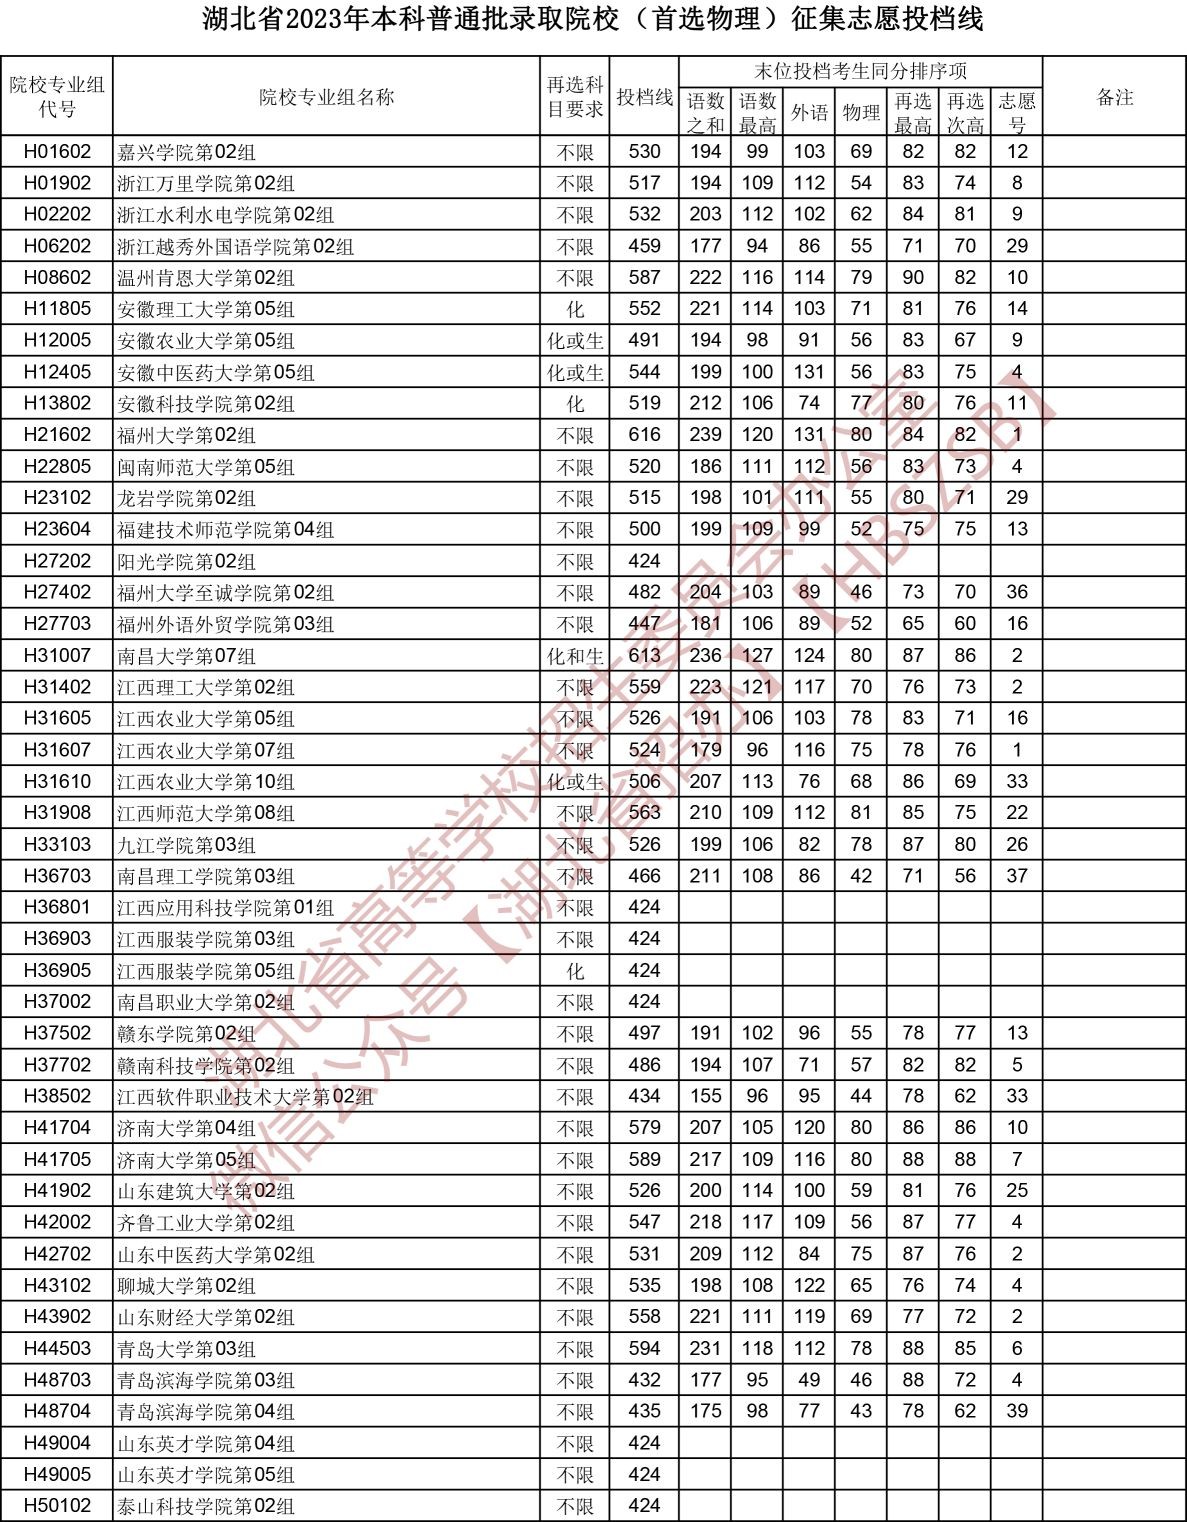 湖北省2023年本科普通批录取院校（首选物理）征集志愿投档线
院校专业组代号 院校专业组名称 再选科目要求 投档线 末位投档考生同分排序项 备注
语数之和 语数最高 外语 物理 再选最高 再选次高 志愿号
H01602 嘉兴学院第02组 不限 530 194 99 103 69 82 82 12
H01902 浙江万里学院第02组 不限 517 194 109 112 54 83 74 8
H02202 浙江水利水电学院第02组 不限 532 203 112 102 62 84 81 9
H06202 浙江越秀外国语学院第02组 不限 459 177 94 86 55 71 70 29
H08602 温州肯恩大学第02组 不限 587 222 116 114 79 90 82 10
H11805 安徽理工大学第05组 化 552 221 114 103 71 81 76 14
H12005 安徽农业大学第05组 化或生 491 194 98 91 56 83 67 9
H12405 安徽中医药大学第05组 化或生 544 199 100 131 56 83 75 4
H13802 安徽科技学院第02组 化 519 212 106 74 77 80 76 11
H21602 福州大学第02组 不限 616 239 120 131 80 84 82 1
H22805 闽南师范大学第05组 不限 520 186 111 112 56 83 73 4
H23102 龙岩学院第02组 不限 515 198 101 111 55 80 71 29
H23604 福建技术师范学院第04组 不限 500 199 109 99 52 75 75 13
H27202 阳光学院第02组 不限 424
H27402 福州大学至诚学院第02组 不限 482 204 103 89 46 73 70 36
H27703 福州外语外贸学院第03组 不限 447 181 106 89 52 65 60 16
H31007 南昌大学第07组 化和生 613 236 127 124 80 87 86 2
H31402 江西理工大学第02组 不限 559 223 121 117 70 76 73 2
H31605 江西农业大学第05组 不限 526 191 106 103 78 83 71 16
H31607 江西农业大学第07组 不限 524 179 96 116 75 78 76 1
H31610 江西农业大学第10组 化或生 506 207 113 76 68 86 69 33
H31908 江西师范大学第08组 不限 563 210 109 112 81 85 75 22
H33103 九江学院第03组 不限 526 199 106 82 78 87 80 26
H36703 南昌理工学院第03组 不限 466 211 108 86 42 71 56 37
H36801 江西应用科技学院第01组 不限 424
H36903 江西服装学院第03组 不限 424
H36905 江西服装学院第05组 化 424
H37002 南昌职业大学第02组 不限 424
H37502 赣东学院第02组 不限 497 191 102 96 55 78 77 13
H37702 赣南科技学院第02组 不限 486 194 107 71 57 82 82 5
H38502 江西软件职业技术大学第02组 不限 434 155 96 95 44 78 62 33
H41704 济南大学第04组 不限 579 207 105 120 80 86 86 10
H41705 济南大学第05组 不限 589 217 109 116 80 88 88 7
H41902 山东建筑大学第02组 不限 526 200 114 100 59 81 76 25
H42002 齐鲁工业大学第02组 不限 547 218 117 109 56 87 77 4
H42702 山东中医药大学第02组 不限 531 209 112 84 75 87 76 2
H43102 聊城大学第02组 不限 535 198 108 122 65 76 74 4
H43902 山东财经大学第02组 不限 558 221 111 119 69 77 72 2
H44503 青岛大学第03组 不限 594 231 118 112 78 88 85 6
H48703 青岛滨海学院第03组 不限 432 177 95 49 46 88 72 4
H48704 青岛滨海学院第04组 不限 435 175 98 77 43 78 62 39
H49004 山东英才学院第04组 不限 424
H49005 山东英才学院第05组 不限 424
H50102 泰山科技学院第02组 不限 424
湖北省高等学校招生委员会办公室
微信公众号【湖北省招办】【HBSZSB】